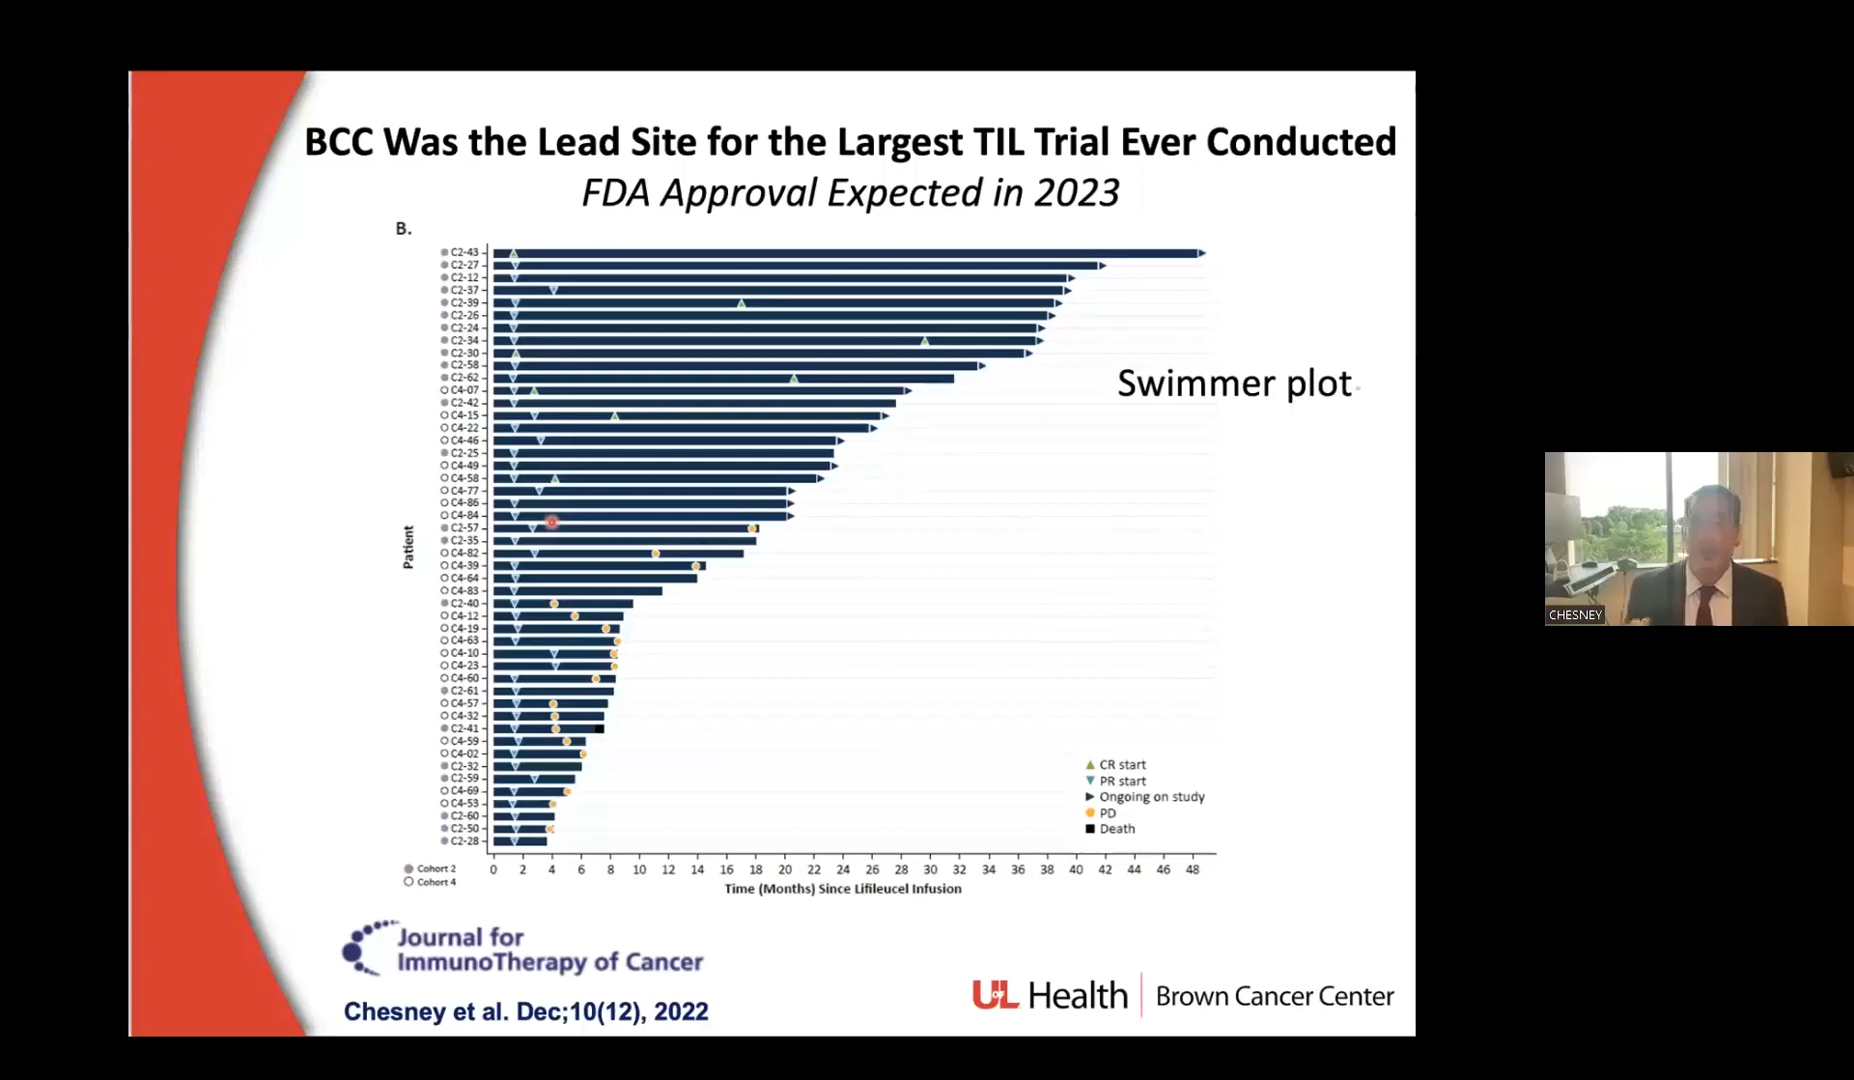 BCC Was the Lead Site for the Largest TIL Trial Ever Conducted
FDA Approval Expected in 2023
B.
C2-43
C2-27
C2-12
C2-37
C2-39
C2-26
C2-24
C2-34
C2-30
C2-58
C2-62
C4-07
C2-42
C4-15
C4-22
C4-46
C2-25
C4-49
C4-58
C4-77
C4-86
C4-84
C2-57
C2-35
C4-82
C4-39
C4-64
C4-83
C2-40
C4-12
C4-19
C4-63
C4-10
C4-23
C4-60
C2-61
C4-57
C4-32
C2-41
C4-59
C4-02
C2-32
C2-59
C4-69
C4-53
C2-60
C2-50
C2-28
Patient
Swimmer plot
CR start
PR start
Ongoing on study
PD
Death
Cohort 2
Cohort 4
0 2 4 6 8 10 12 14 16 18 20 22 24 26 28 30 32 34 36 38 40 42 44 46 48
Time (Months) Since Lifileucel Infusion
Journal for
ImmunoTherapy of Cancer
Chesney et al. Dec;10(12), 2022
UofL Health | Brown Cancer Center
CHESNEY